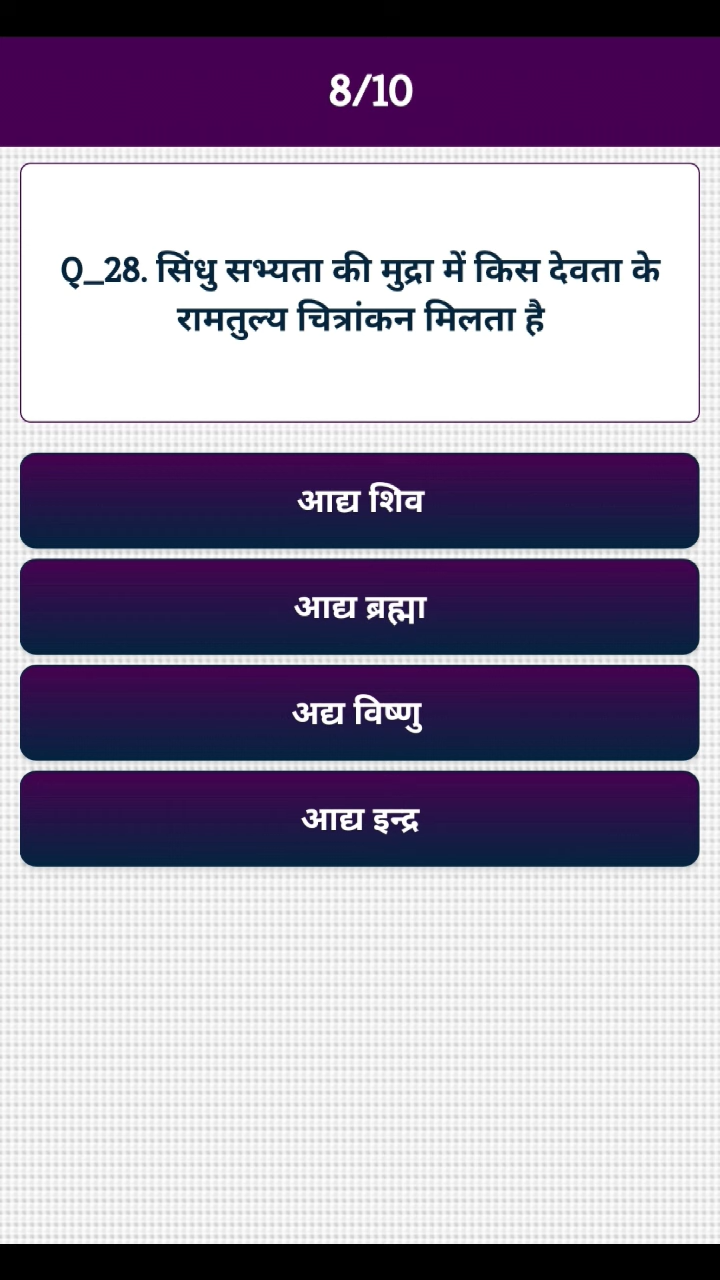 8/10
Q_28. सिंधु सभ्यता की मुद्रा में किस देवता के
रामतुल्य चित्रांकन मिलता है
आद्य शिव
आद्य ब्रह्मा
अद्य विष्णु
आद्य इन्द्र